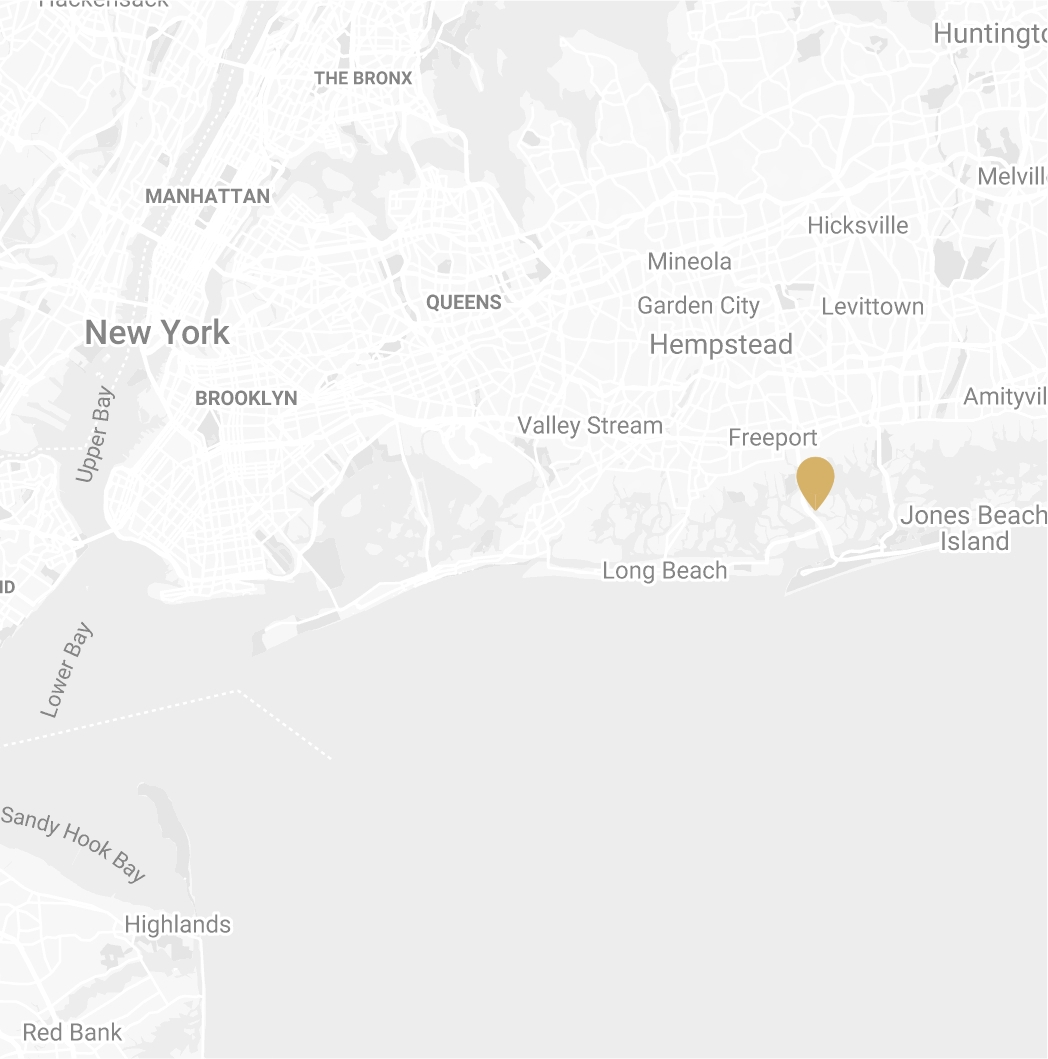 Hackensack
Huntingto
THE BRONX
MANHATTAN
Melvill
Hicksville
Mineola
QUEENS
Garden City
Levittown
New York
Hempstead
BROOKLYN
Amityvil
Upper Bay
Valley Stream
Freeport
Jones Beach
Island
Long Beach
ND
Lower Bay
Sandy Hook Bay
Highlands
Red Bank